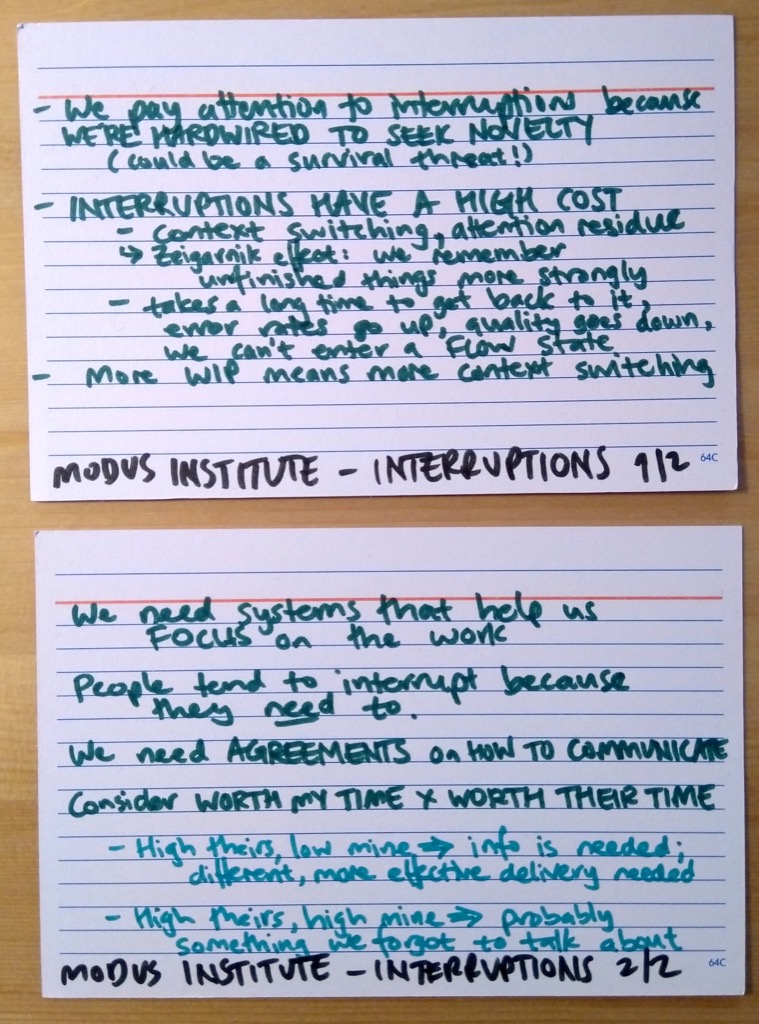 - We pay attention to interruptions because
WE'RE HARDWIRED TO SEEK NOVELTY
(could be a survival threat!)
- INTERRUPTIONS HAVE A HIGH COST
- context switching, attention residue
↳ Zeigarnik effect: we remember
unfinished things more strongly
- takes a long time to get back to it,
error rates go up, quality goes down,
we can't enter a FLOW STATE
- More WIP means more context switching
MODUS INSTITUTE - INTERRUPTIONS 1/2
64C
We need systems that help us
FOCUS on the work
People tend to interrupt because
they need to.
We need AGREEMENTS on HOW TO COMMUNICATE
Consider WORTH MY TIME x WORTH THEIR TIME
- High theirs, low mine ⇒ info is needed;
different, more effective delivery needed
- High theirs, high mine ⇒ probably
something we forgot to talk about
MODUS INSTITUTE - INTERRUPTIONS 2/2
64C